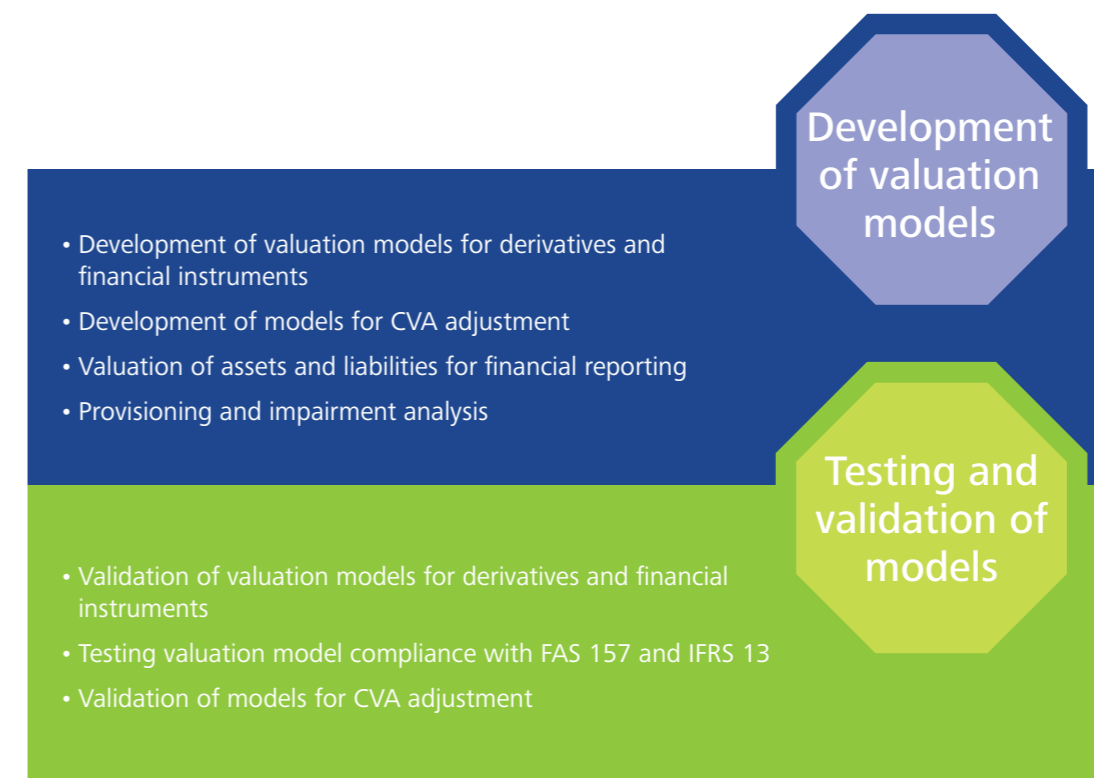 Development
of valuation
models
• Development of valuation models for derivatives and
financial instruments
• Development of models for CVA adjustment
• Valuation of assets and liabilities for financial reporting
• Provisioning and impairment analysis
Testing and
validation of
models
• Validation of valuation models for derivatives and financial
instruments
• Testing valuation model compliance with FAS 157 and IFRS 13
• Validation of models for CVA adjustment